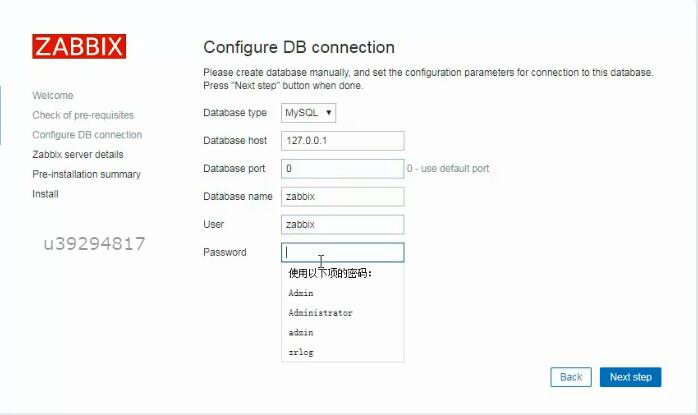 ZABBIX
Welcome
Check of pre-requisites
Configure DB connection
Zabbix server details
Pre-installation summary
Install
u39294817
Configure DB connection
Please create database manually, and set the configuration parameters for connection to this database.
Press "Next step" button when done.
Database type MySQL ▼
Database host 127.0.0.1
Database port 0 0 - use default port
Database name zabbix
User zabbix
Password
使用以下项的密码:
Admin
Administrator
admin
zrlog
Back Next step